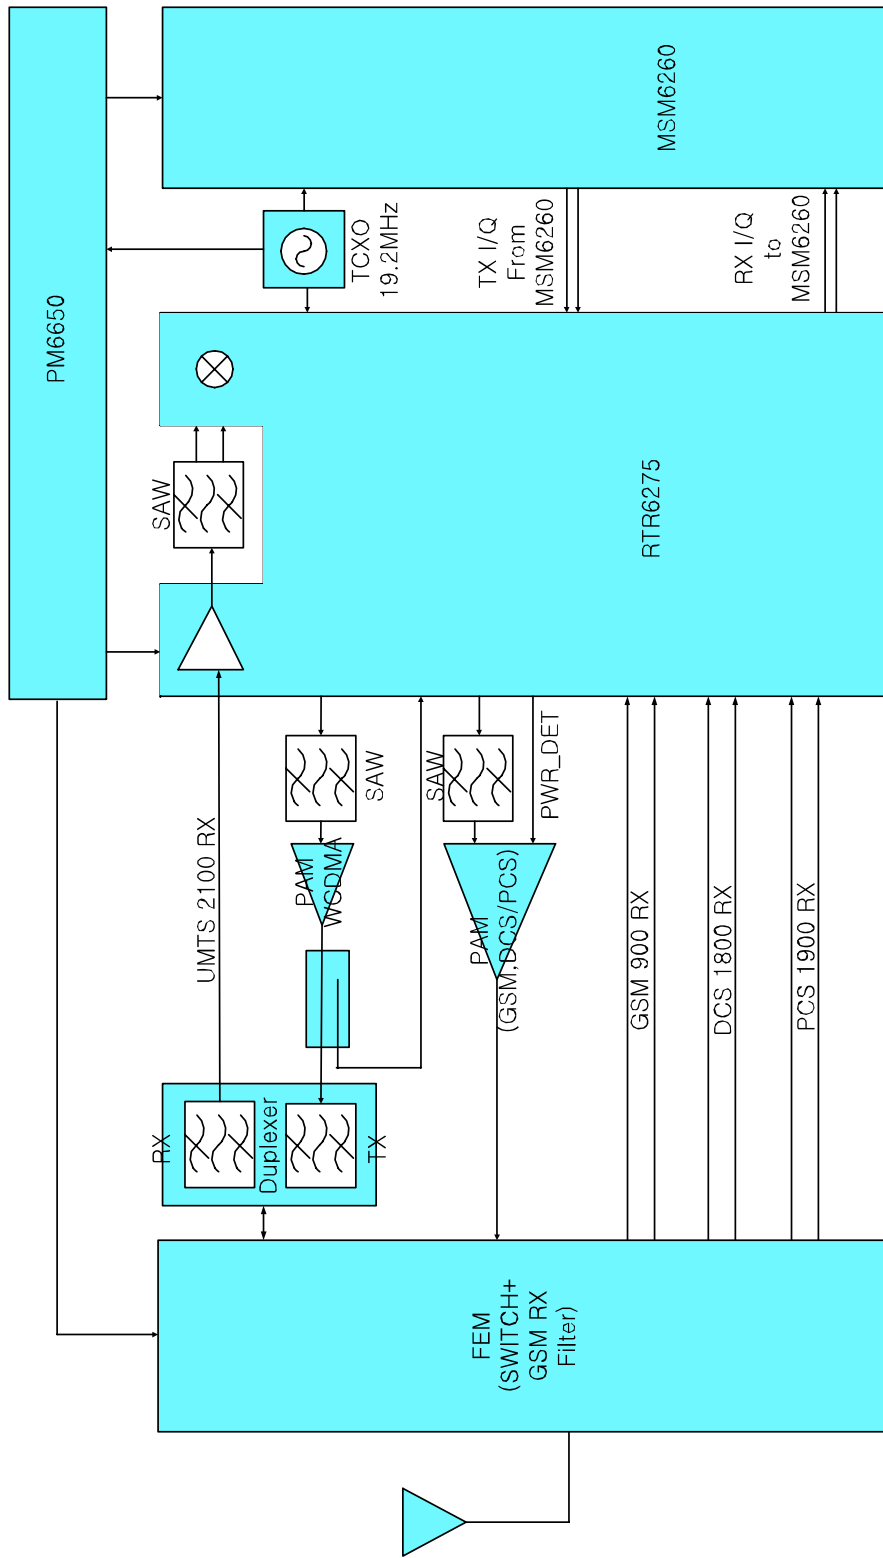 PM6650
MSM6260
TCXO
19.2MHz
TX I/Q
From
MSM6260
RX I/Q
to
MSM6260
SAW
RTR6275
UMTS 2100 RX
SAW
SAW
PWR_DET
PAM
WCDMA
PAM
(GSM,DCS/PCS)
GSM 900 RX
DCS 1800 RX
PCS 1900 RX
RX
Duplexer
TX
FEM
(SWITCH+
GSM RX
Filter)